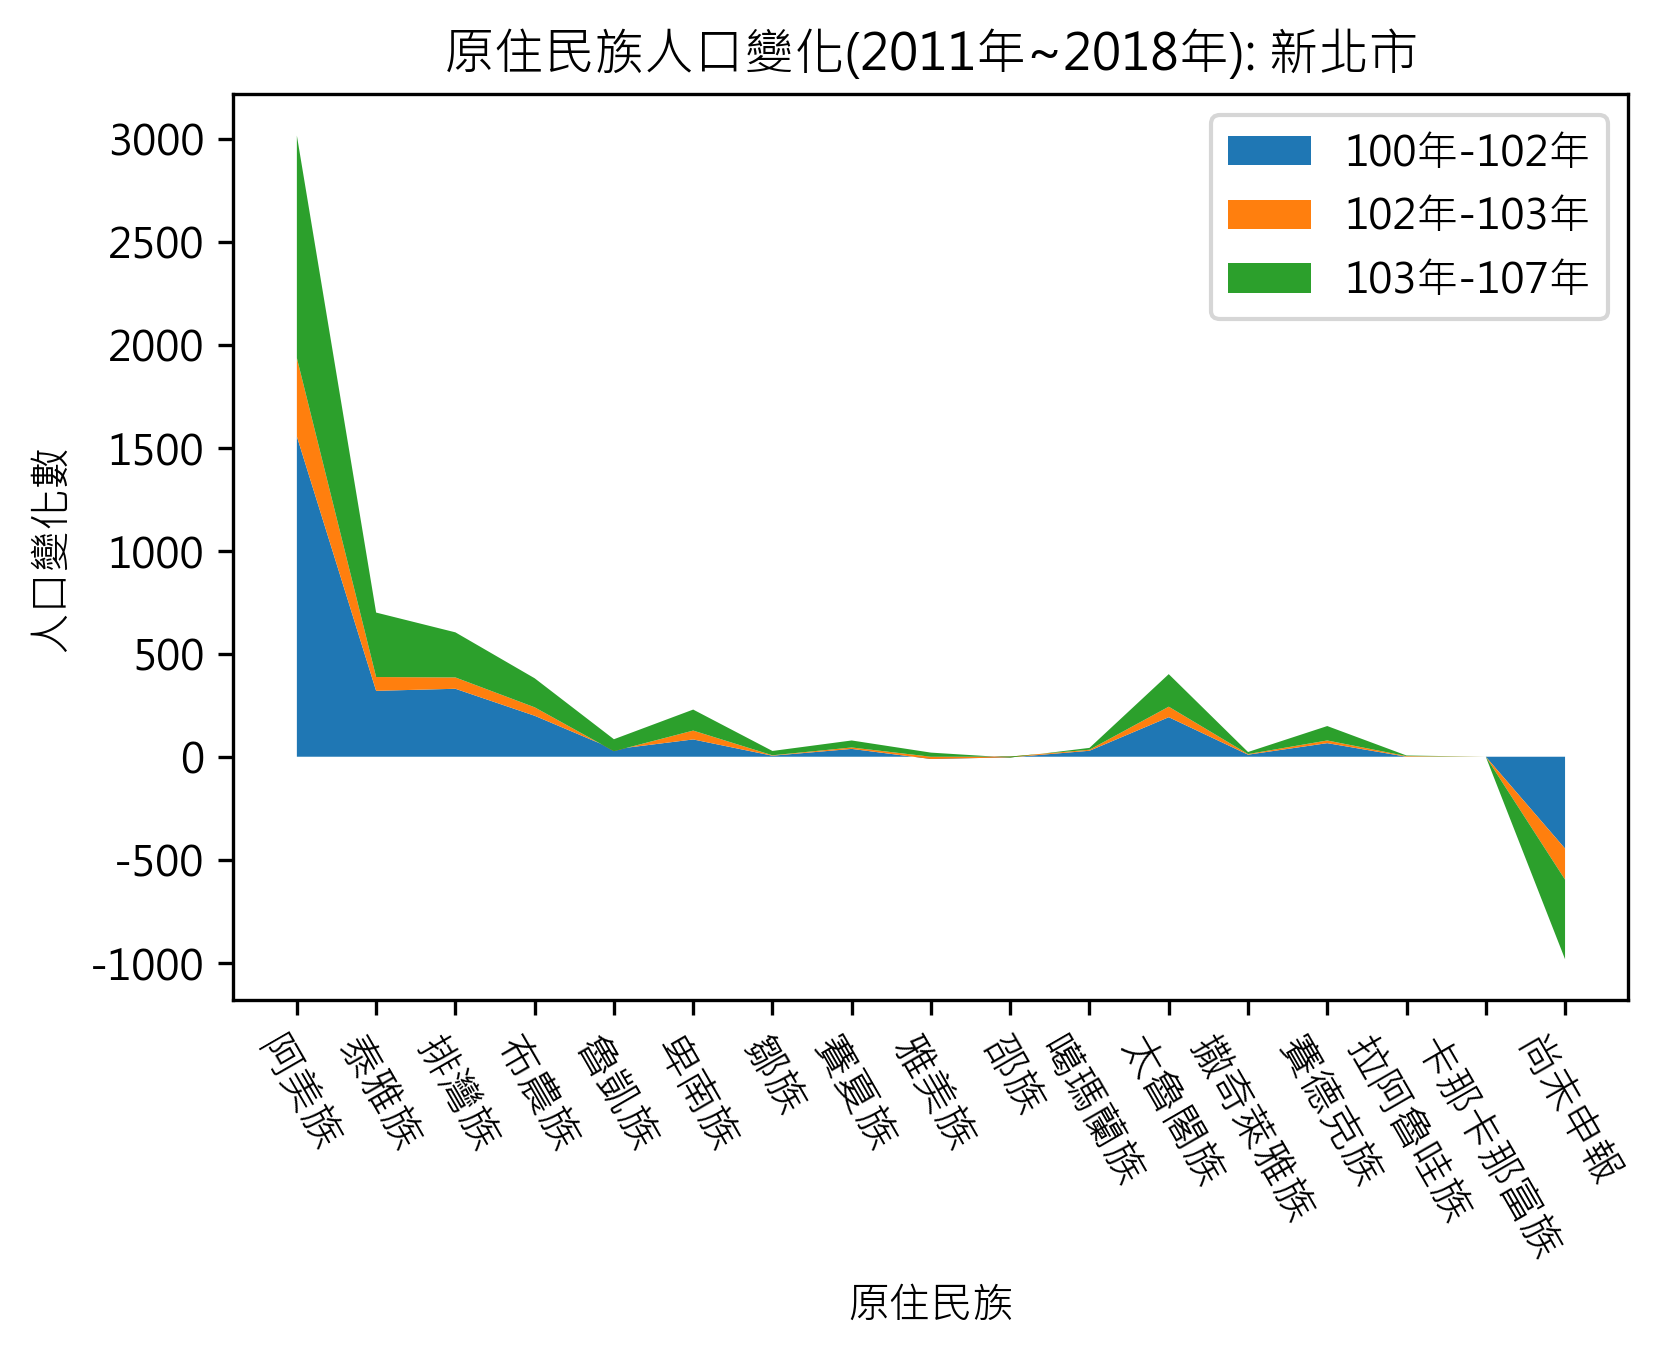 原住民族人口變化(2011年~2018年): 新北市
100年-102年
102年-103年
103年-107年
3000
2500
2000
1500
1000
500
0
-500
-1000
人口變化數
阿美族
泰雅族
排灣族
布農族
魯凱族
卑南族
鄒族
賽夏族
雅美族
邵族
噶瑪蘭族
太魯閣族
撒奇萊雅族
賽德克族
拉阿魯哇族
卡那卡那富族
尚未申報
原住民族